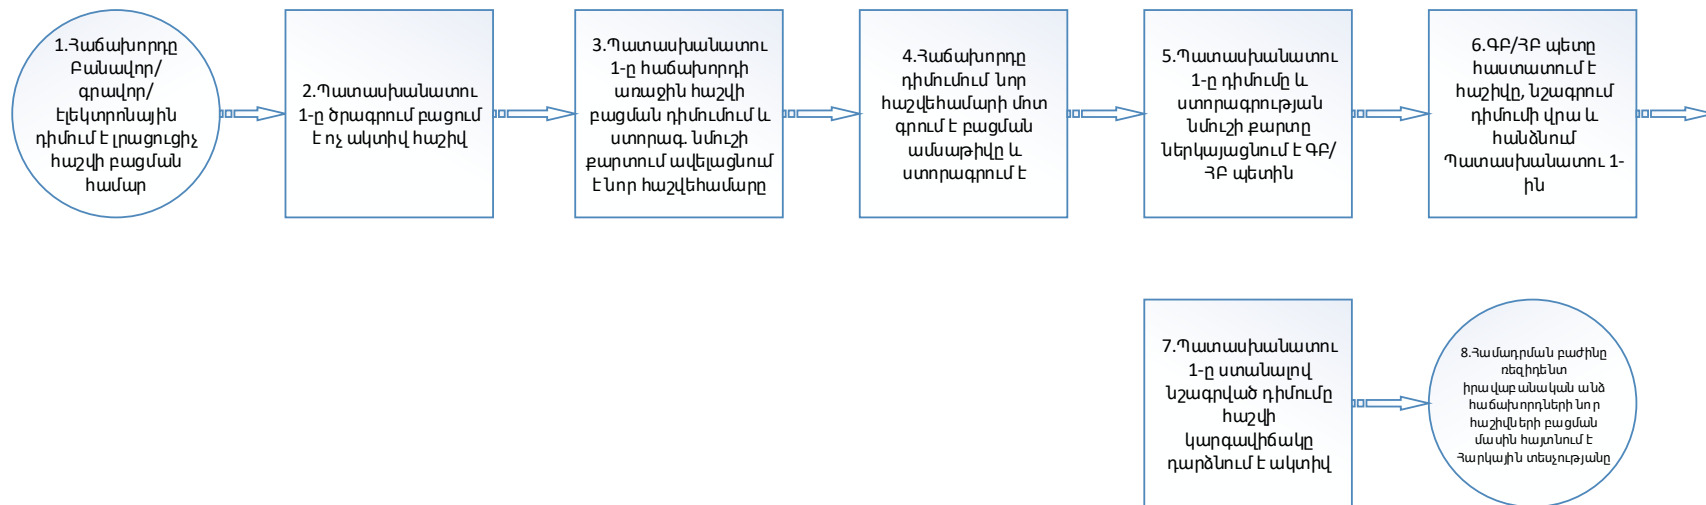 1.Հաճախորդը
Բանավոր/
գրավոր/
էլեկտրոնային
դիմում է լրացուցիչ
հաշվի բացման
համար
2.Պատասխանատու
1-ը ծրագրում բացում
է ոչ ակտիվ հաշիվ
3.Պատասխանատու
1-ը հաճախորդի
առաջին հաշվի
բացման դիմումում և
ստորագ. նմուշի
քարտում ավելացնում
է նոր հաշվեհամարը
4.Հաճախորդը
դիմումում նոր
հաշվեհամարի մոտ
գրում է բացման
ամսաթիվը և
ստորագրում է
5.Պատասխանատու
1-ը դիմումը և
ստորագրության
նմուշի քարտը
ներկայացնում է ԳԲ/
ՀԲ պետին
6.ԳԲ/ՀԲ պետը
հաստատում է
հաշիվը, նշագրում
դիմումի վրա և
հանձնում
Պատասխանատու 1-
ին
7.Պատասխանատու
1-ը ստանալով
նշագրված դիմումը
հաշվի
կարգավիճակը
դարձնում է ակտիվ
8.Համադրման բաժինը
ռեզիդենտ
իրավաբանական անձ
հաճախորդների նոր
հաշիվների բացման
մասին հայտնում է
Հարկային տեսչությանը